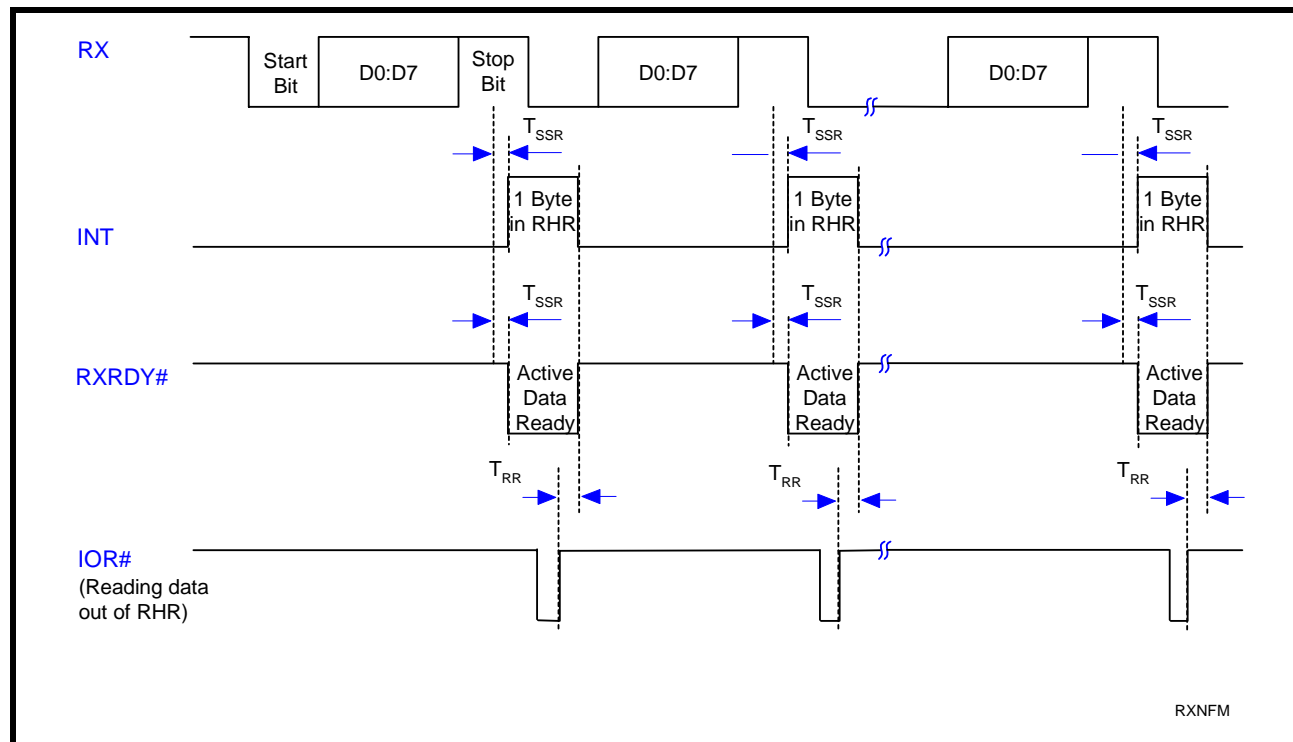 RX
Start
Bit
D0:D7
Stop
Bit
D0:D7
D0:D7
TSSR
TSSR
TSSR
INT
1 Byte
in RHR
1 Byte
in RHR
1 Byte
in RHR
TSSR
TSSR
TSSR
RXRDY#
Active
Data
Ready
Active
Data
Ready
Active
Data
Ready
TRR
TRR
TRR
IOR#
(Reading data
out of RHR)
RXNFM